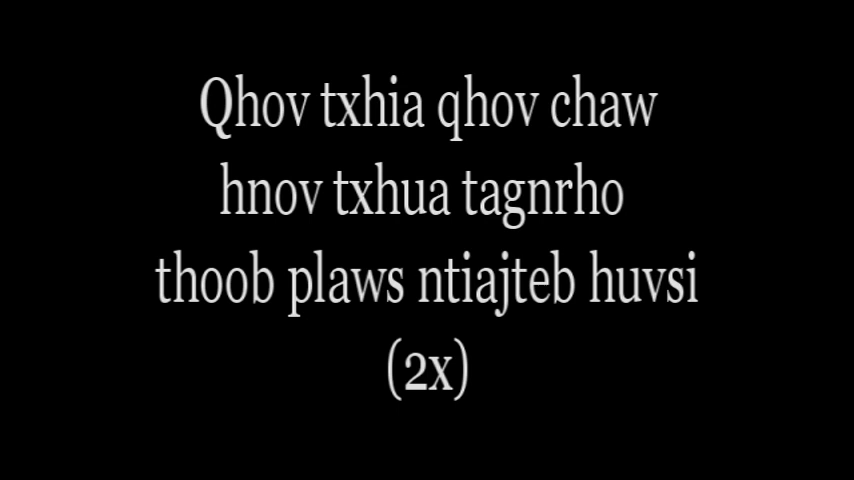 Qhov txhia qhov chaw
hnov txhua tagnrho
thoob plaws ntiajteb huvsi
(2x)